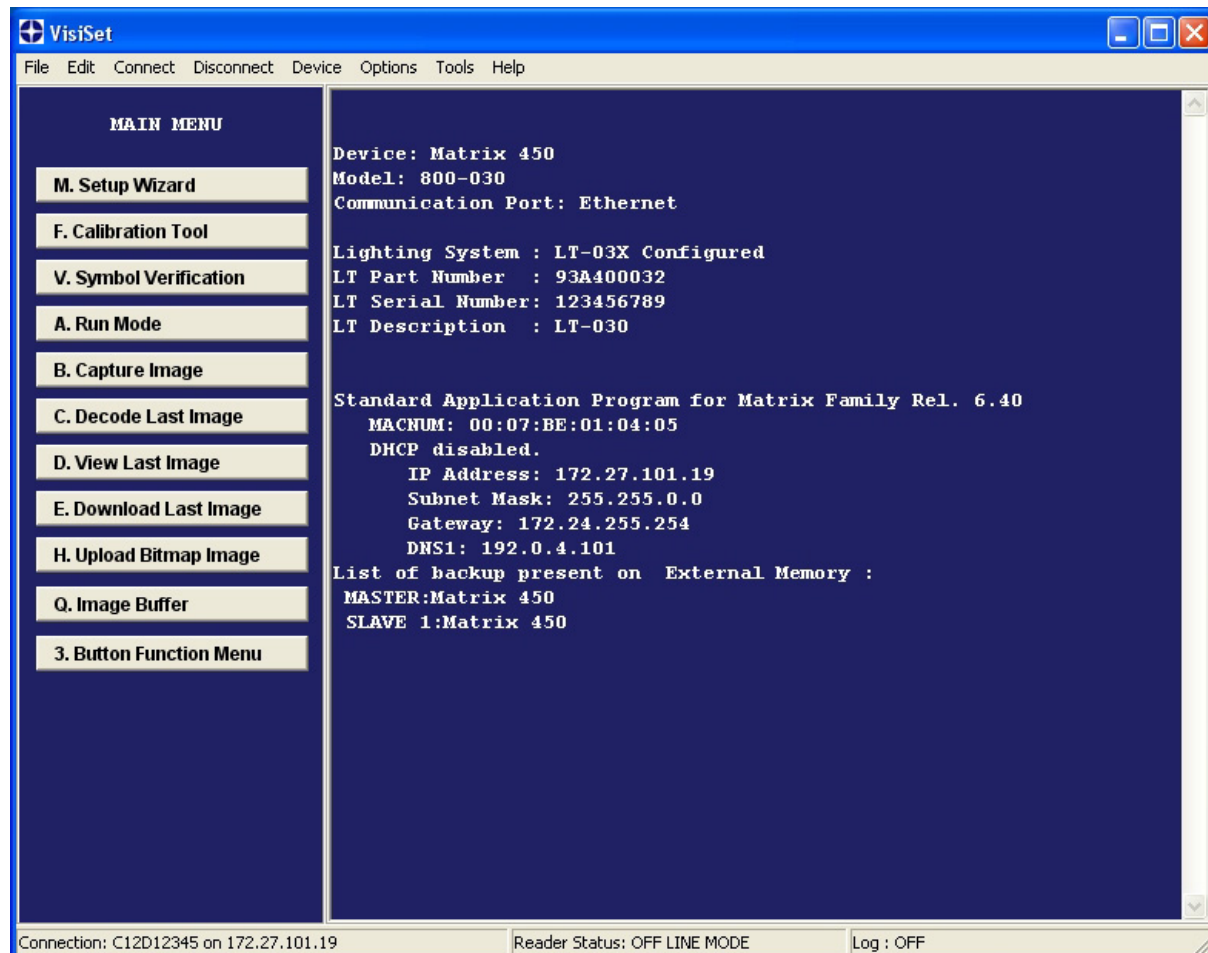 VisiSet
File Edit Connect Disconnect Device Options Tools Help
MAIN MENU
M. Setup Wizard
F. Calibration Tool
V. Symbol Verification
A. Run Mode
B. Capture Image
C. Decode Last Image
D. View Last Image
E. Download Last Image
H. Upload Bitmap Image
Q. Image Buffer
3. Button Function Menu
Device: Matrix 450
Model: 800-030
Communication Port: Ethernet
Lighting System : LT-03X Configured
LT Part Number : 93A400032
LT Serial Number: 123456789
LT Description : LT-030
Standard Application Program for Matrix Family Rel. 6.40
MACNUM: 00:07:BE:01:04:05
DHCP disabled.
IP Address: 172.27.101.19
Subnet Mask: 255.255.0.0
Gateway: 172.24.255.254
DNS1: 192.0.4.101
List of backup present on External Memory :
MASTER:Matrix 450
SLAVE 1:Matrix 450
Connection: C12D12345 on 172.27.101.19 Reader Status: OFF LINE MODE Log : OFF